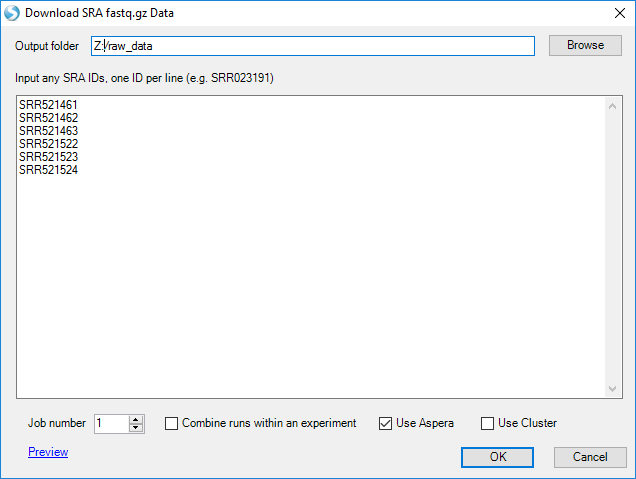 Download SRA fastq.gz Data
Output folder Z:/raw_data Browse
Input any SRA IDs, one ID per line (e.g. SRR023191)
SRR521461
SRR521462
SRR521463
SRR521522
SRR521523
SRR521524
Job number 1 Combine runs within an experiment Use Aspera Use Cluster
Preview
OK Cancel